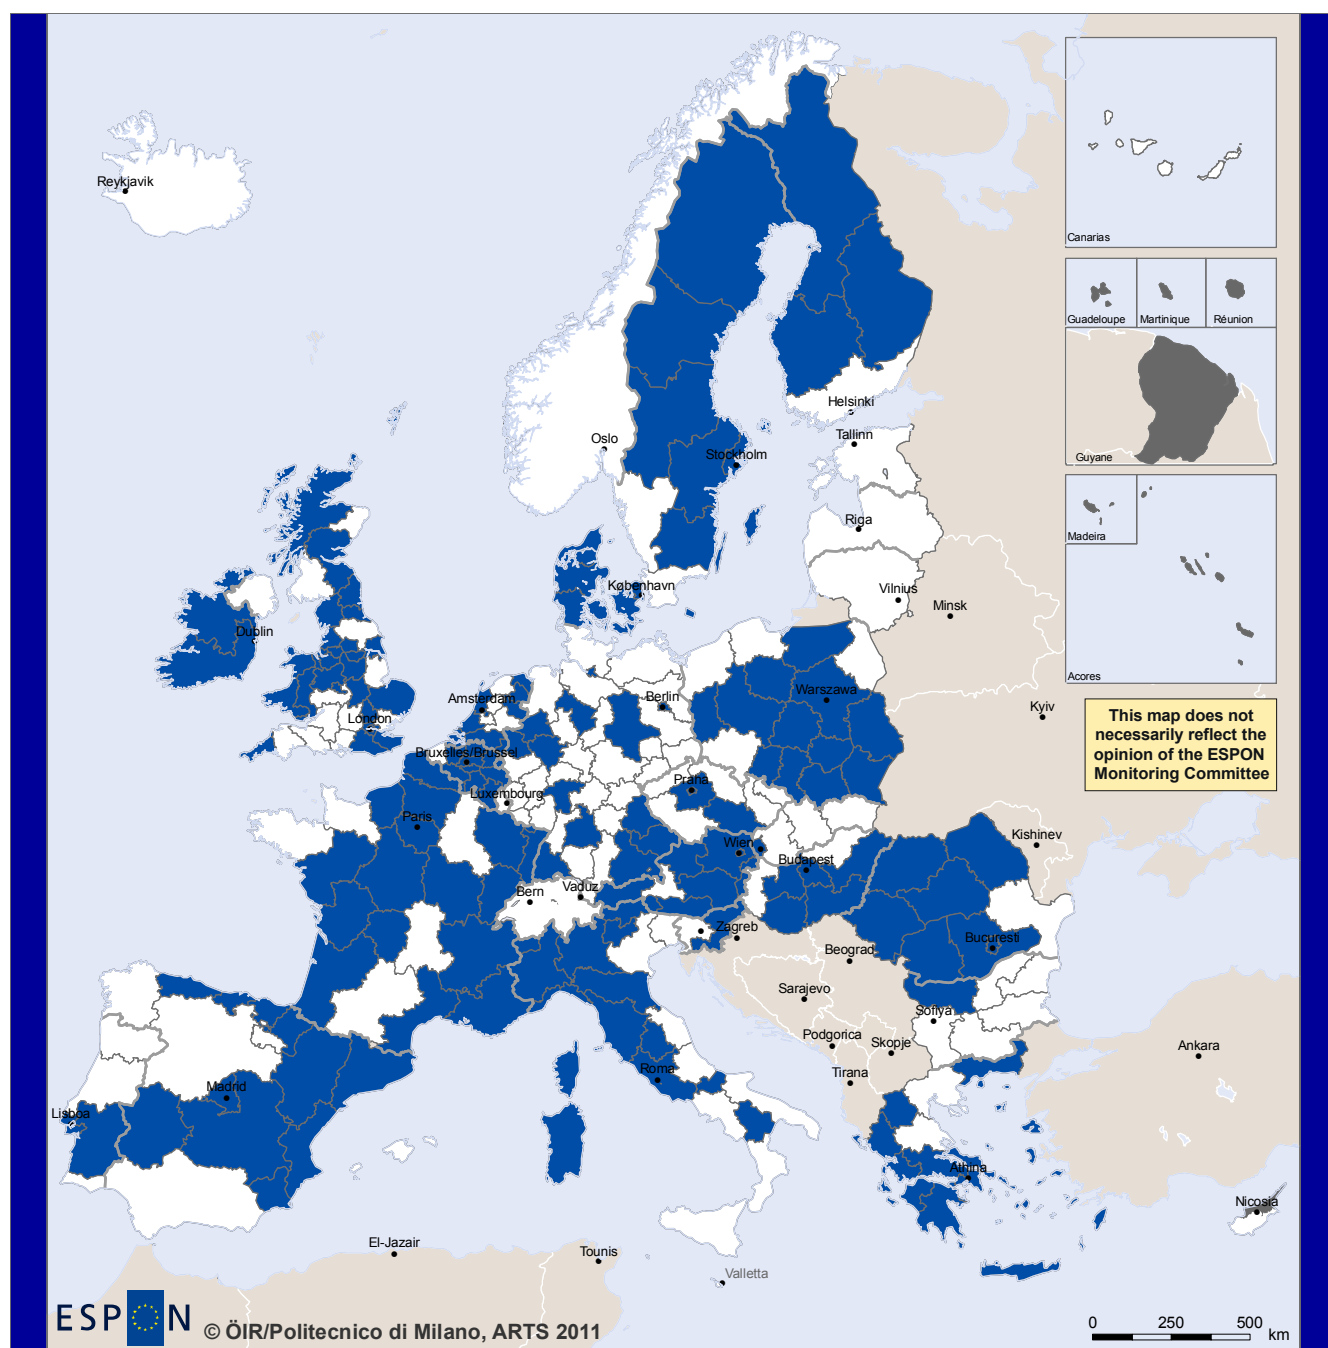 Reykjavik
Canarias
Guadeloupe
Martinique
Réunion
Guyane
Madeira
Acores
Helsinki
Oslo
Tallinn
Stockholm
Riga
København
Vilnius
Minsk
Dublin
Amsterdam
Berlin
Warszawa
London
Kyiv
This map does not
necessarily reflect the
opinion of the ESPON
Monitoring Committee
Bruxelles/Brussel
Praha
Luxembourg
Paris
Kishinev
Wien
Budapest
Bern
Vaduz
Zagreb
Bucuresti
Beograd
Sarajevo
Sofiya
Podgorica
Skopje
Ankara
Roma
Tirana
Madrid
Lisboa
Athina
Nicosia
El-Jazair
Tounis
Valletta
ESPON
© ÖIR/Politecnico di Milano, ARTS 2011
0 250 500
km